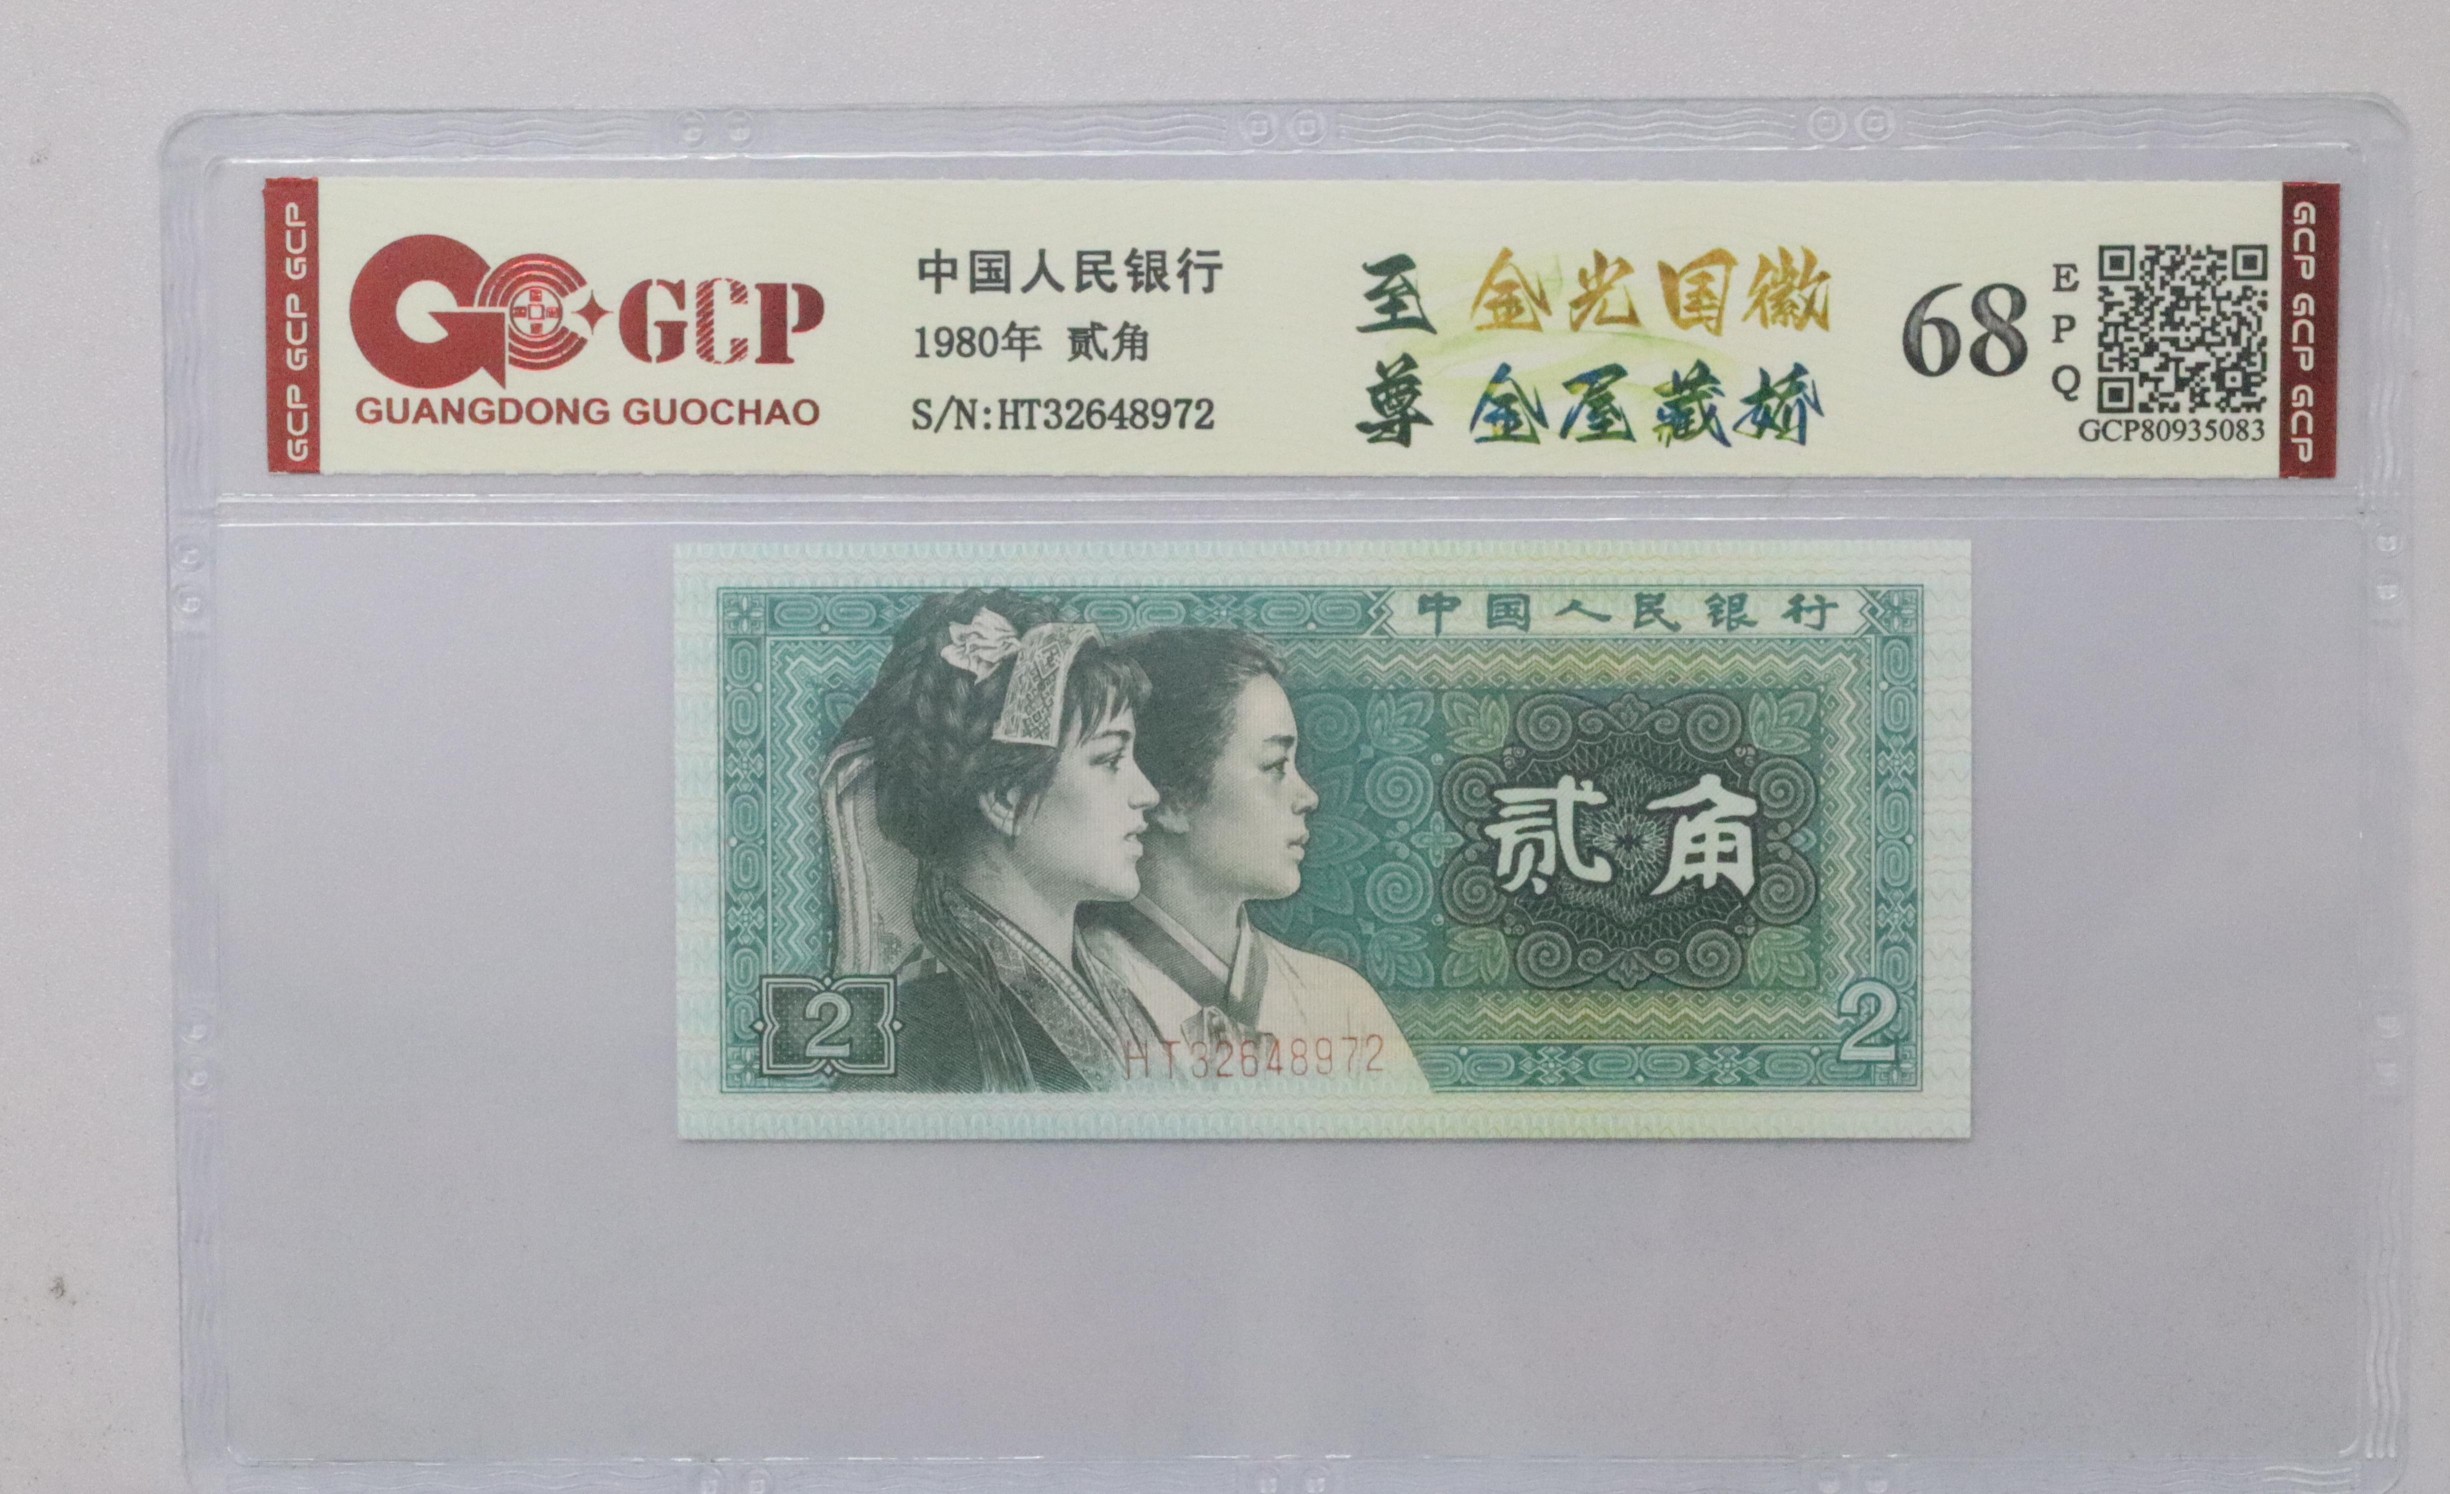 GCP GCP GCP
GCP
GUANGDONG GUOCHAO
中国人民银行
1980年 贰角
S/N:HT32648972
至 金光国徽
尊 金屋藏娇
68
EPQ
GCP80935083
GCP GCP GCP
中国人民银行
贰角
2
HT32648972
2